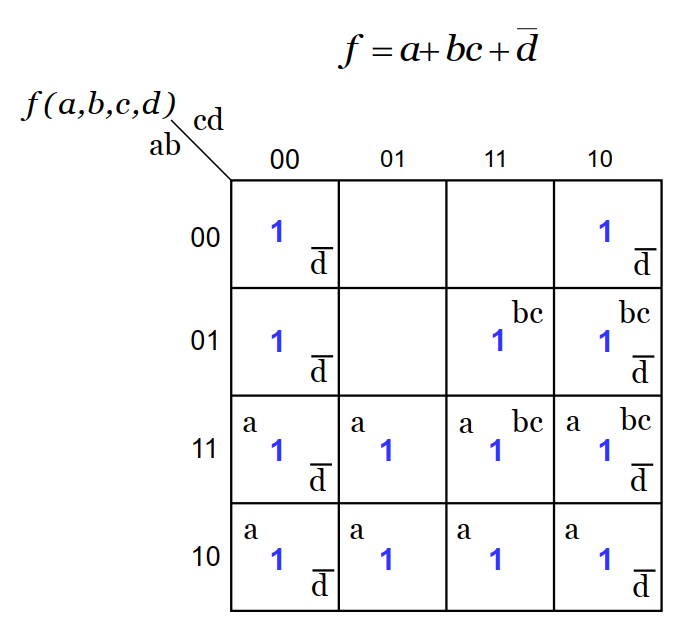 f = a+ bc + d̅
f(a,b,c,d) cd
ab 00 01 11 10
00 1 d̅ 1 d̅
01 1 d̅ 1 bc 1 bc d̅
11 a 1 d̅ a 1 a 1 bc a 1 bc d̅
10 a 1 d̅ a 1 a 1 a 1 d̅